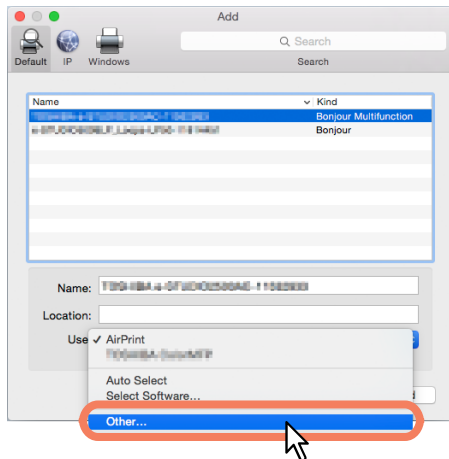 Add
Search
Default IP Windows Search
Name Kind
Bonjour Multifunction
Bonjour
Name:
Location:
Use ✓ AirPrint
Auto Select
Select Software...
Other...